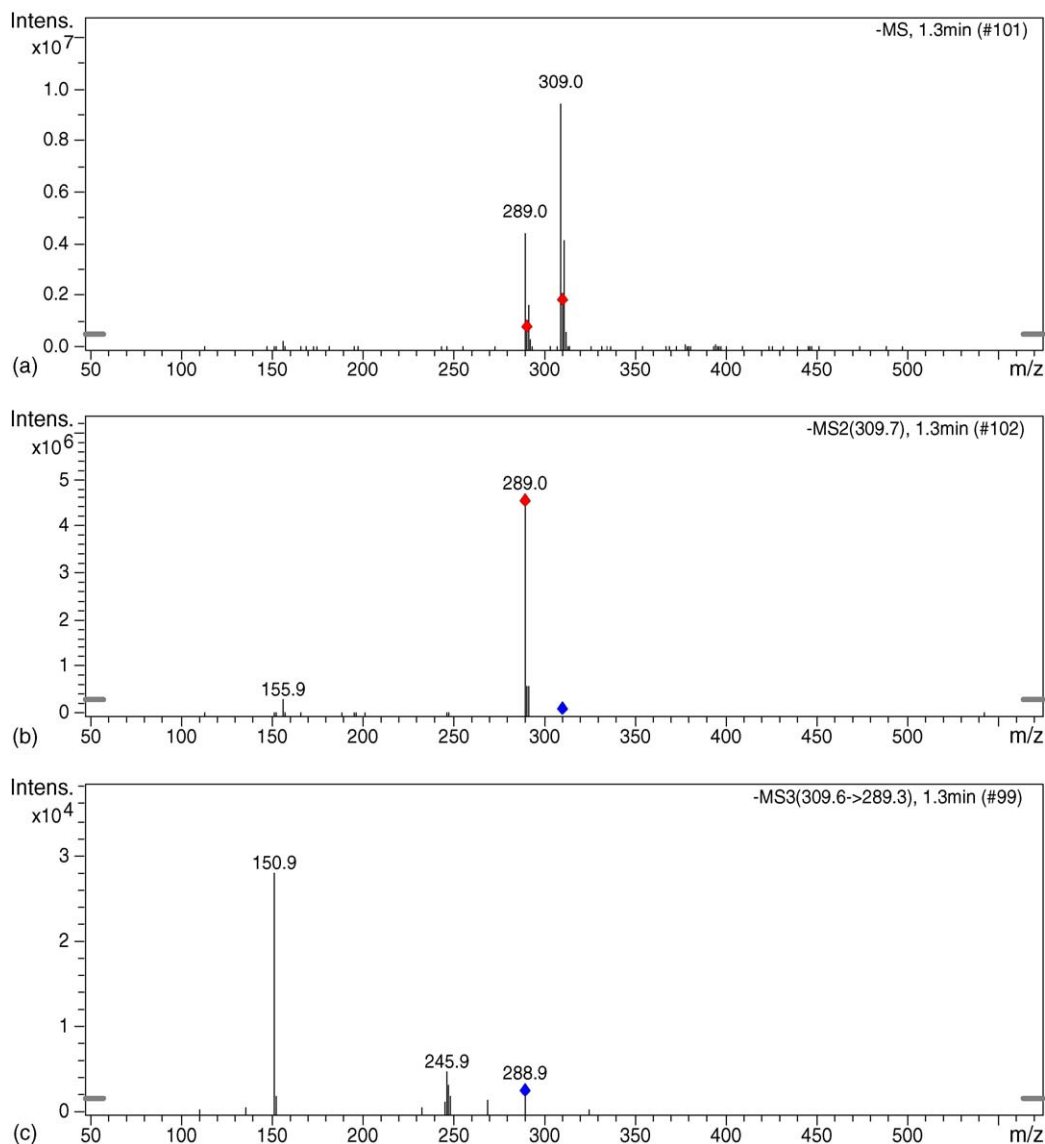 Intens.
x10^7
-MS, 1.3min (#101)
1.0
309.0
0.8
0.6
289.0
0.4
0.2
0.0
50 100 150 200 250 300 350 400 450 500 m/z
(a)
Intens.
x10^6
-MS2(309.7), 1.3min (#102)
5
289.0
4
3
2
1
155.9
0
50 100 150 200 250 300 350 400 450 500 m/z
(b)
Intens.
x10^4
-MS3(309.6->289.3), 1.3min (#99)
3
150.9
2
1
245.9
288.9
0
50 100 150 200 250 300 350 400 450 500 m/z
(c)